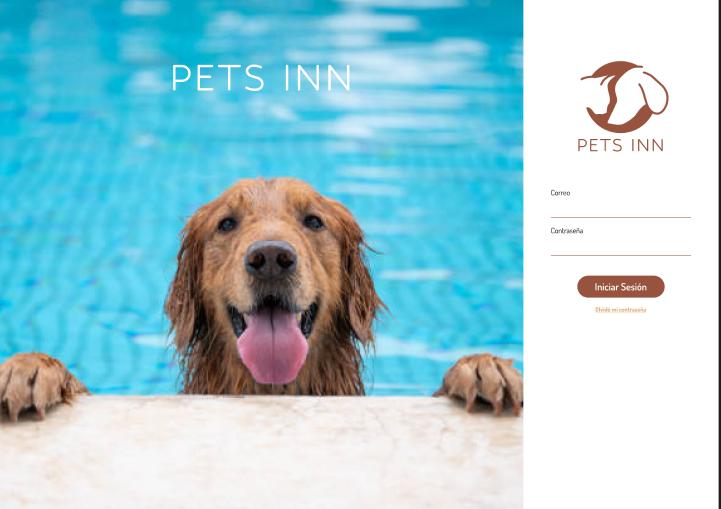 PETS INN
PETS INN
Correo
Contraseña
Iniciar Sesión
Olvidé mi contraseña